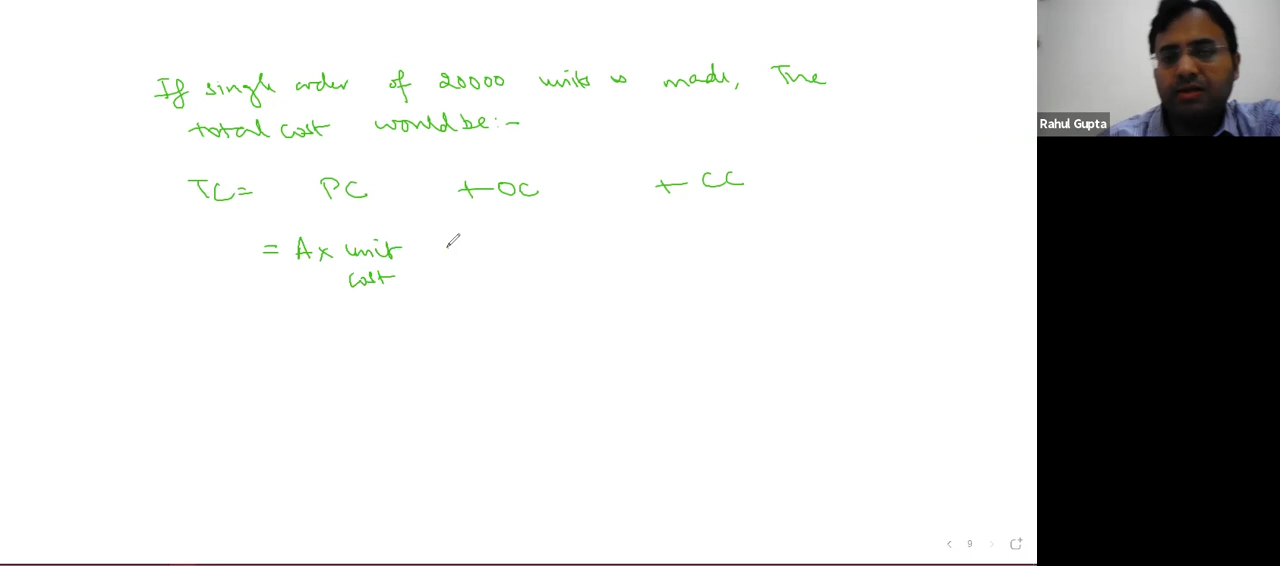 If single order of 20000 units is made, The
total cost would be:-
TC= PC + OC + CC
= A x unit
cost
Rahul Gupta
9